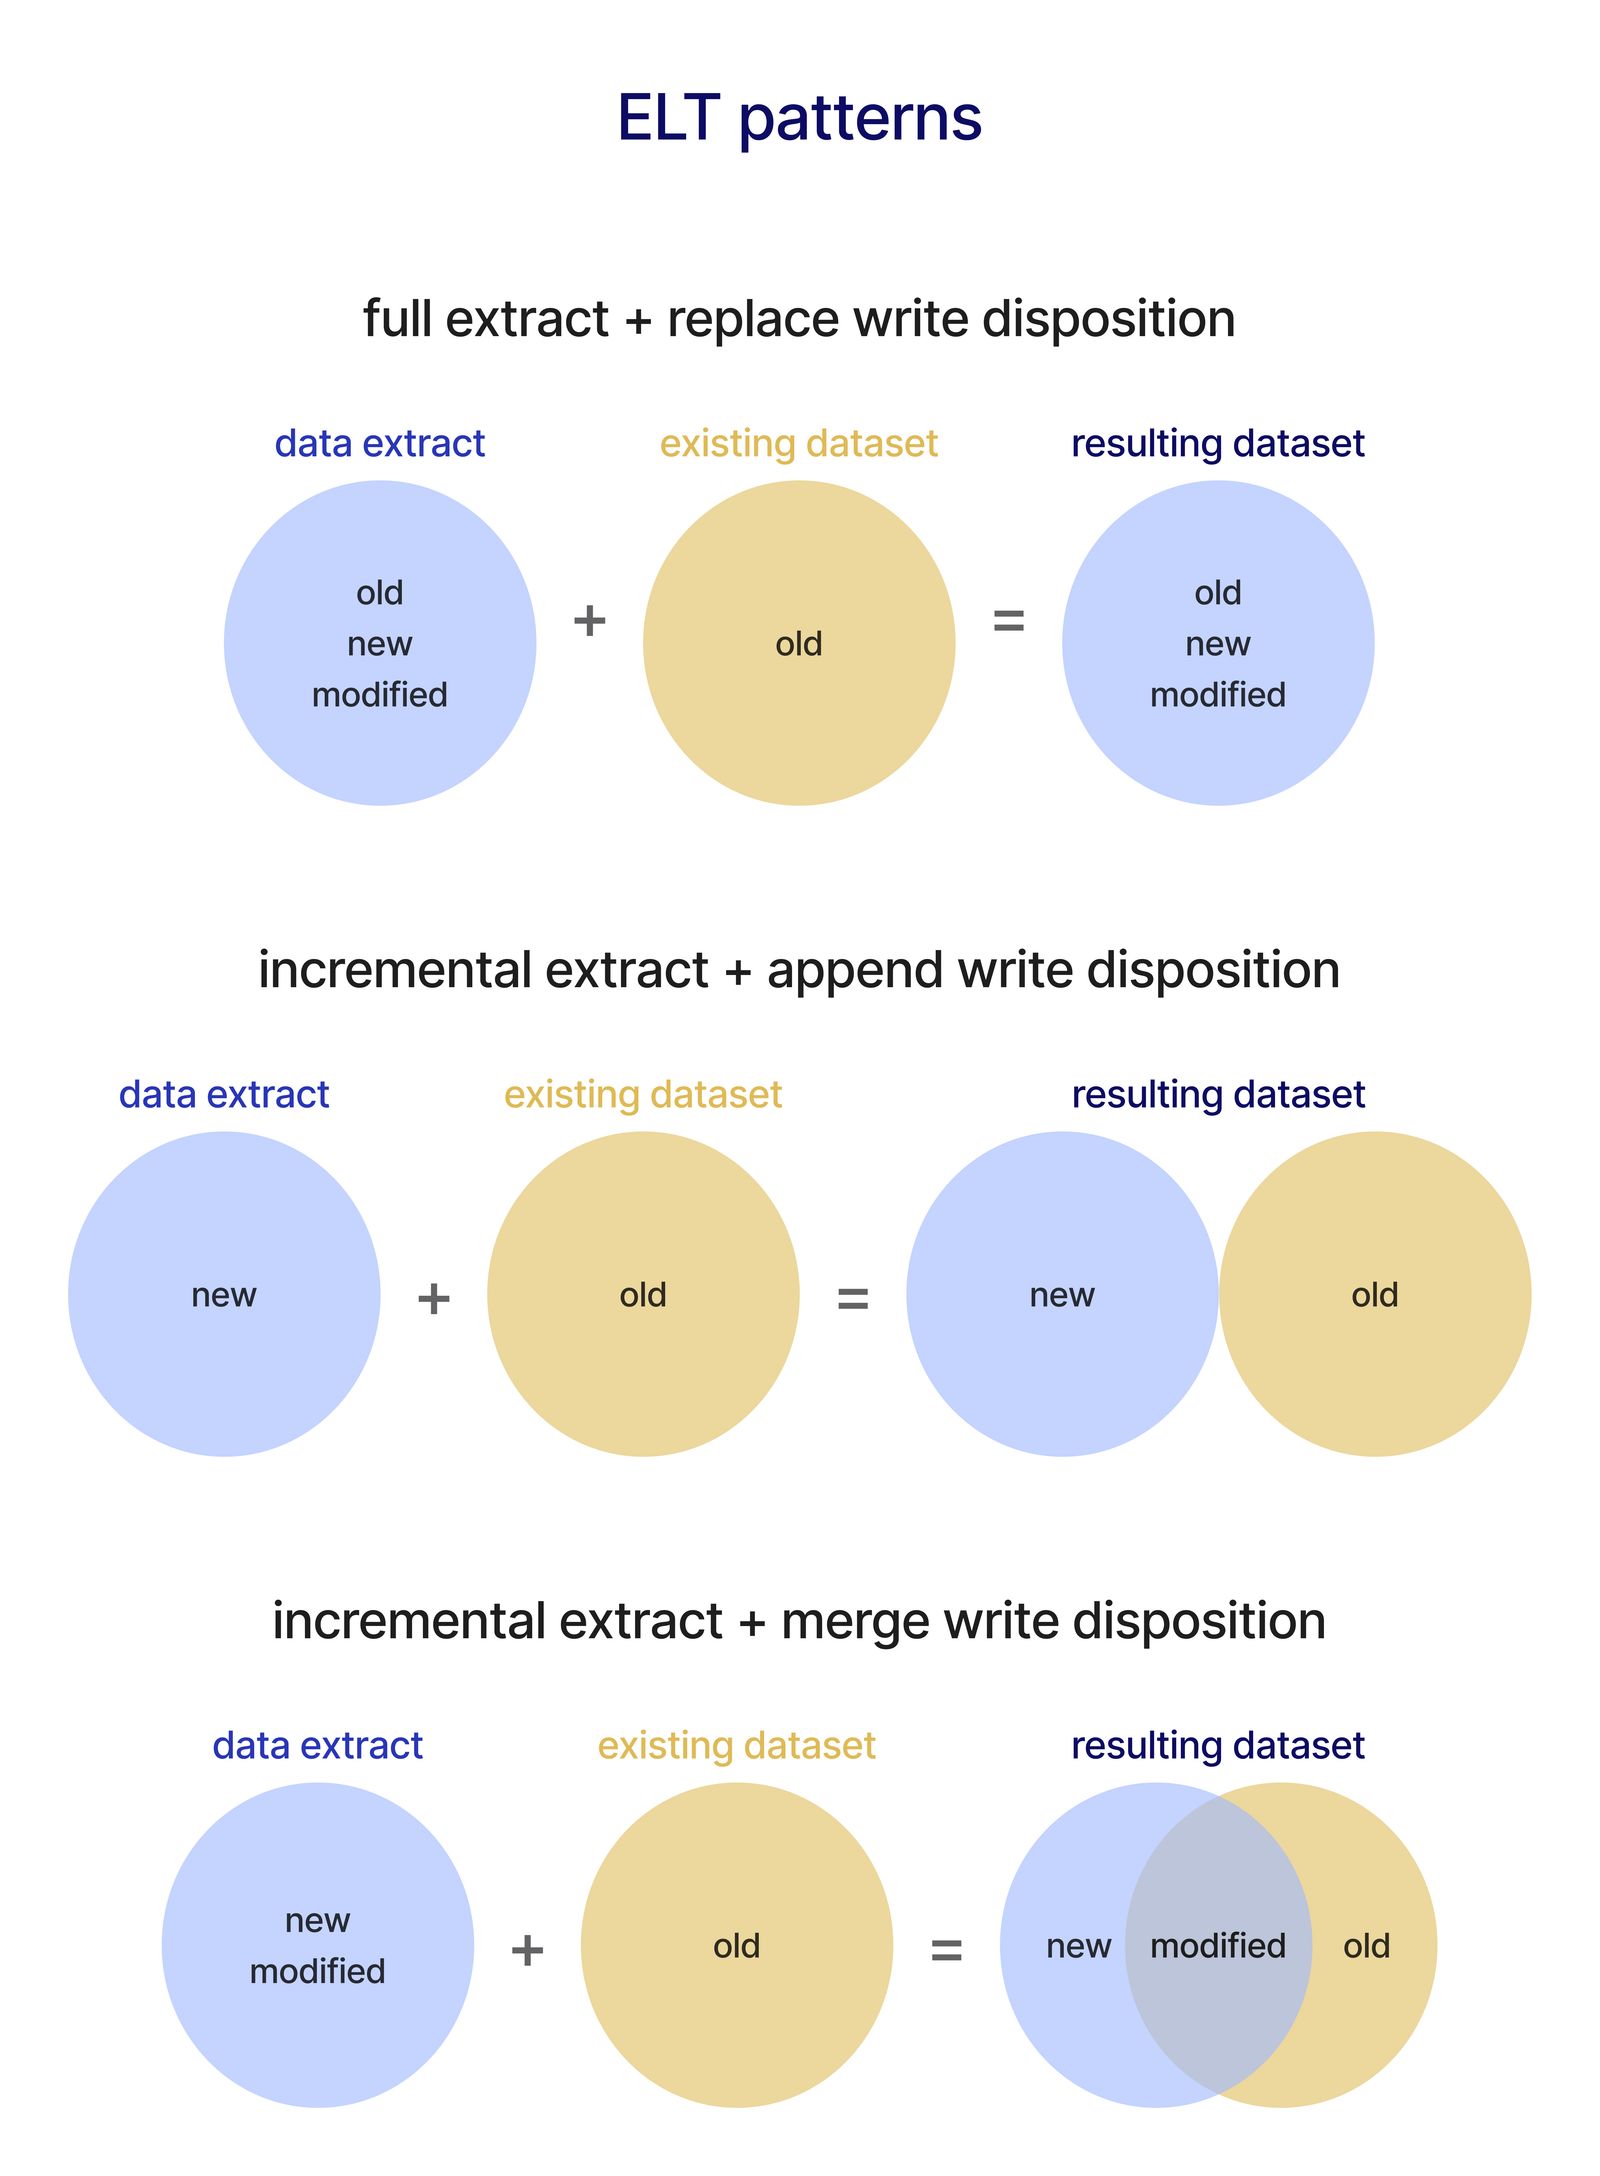 ELT patterns
full extract + replace write disposition
data extract
existing dataset
resulting dataset
old
new
modified
+
old
=
old
new
modified
incremental extract + append write disposition
data extract
existing dataset
resulting dataset
new
+
old
=
new
old
incremental extract + merge write disposition
data extract
existing dataset
resulting dataset
new
modified
+
old
=
new
modified
old